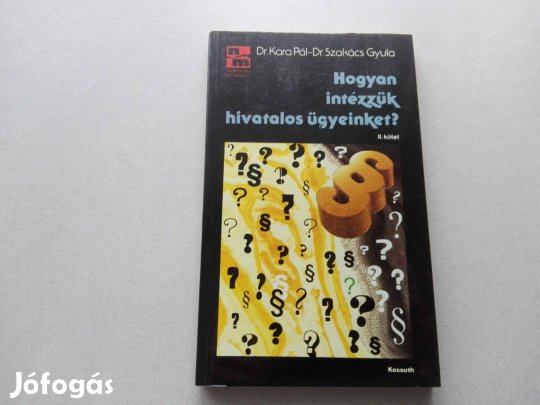 Dr. Kara Pál-Dr. Szakács Gyula
Hogyan
intézzük
hivatalos ügyeinket?
II. kötet
Kossuth
Jófogás